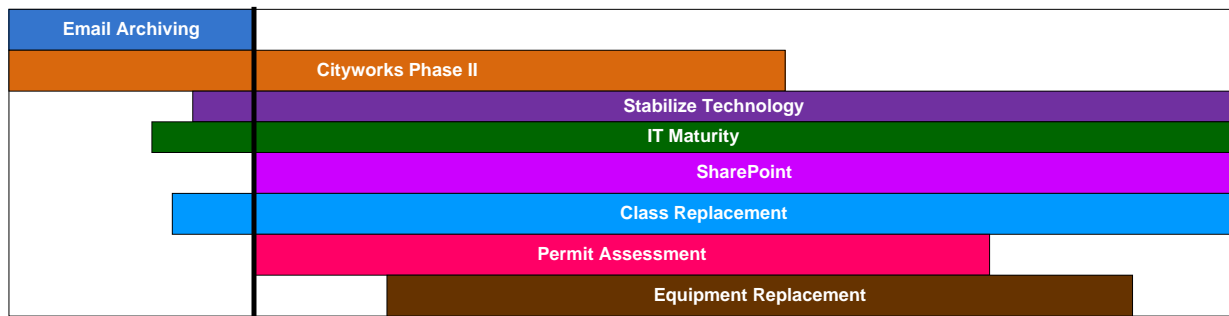 Email Archiving
Cityworks Phase II
Stabilize Technology
IT Maturity
SharePoint
Class Replacement
Permit Assessment
Equipment Replacement